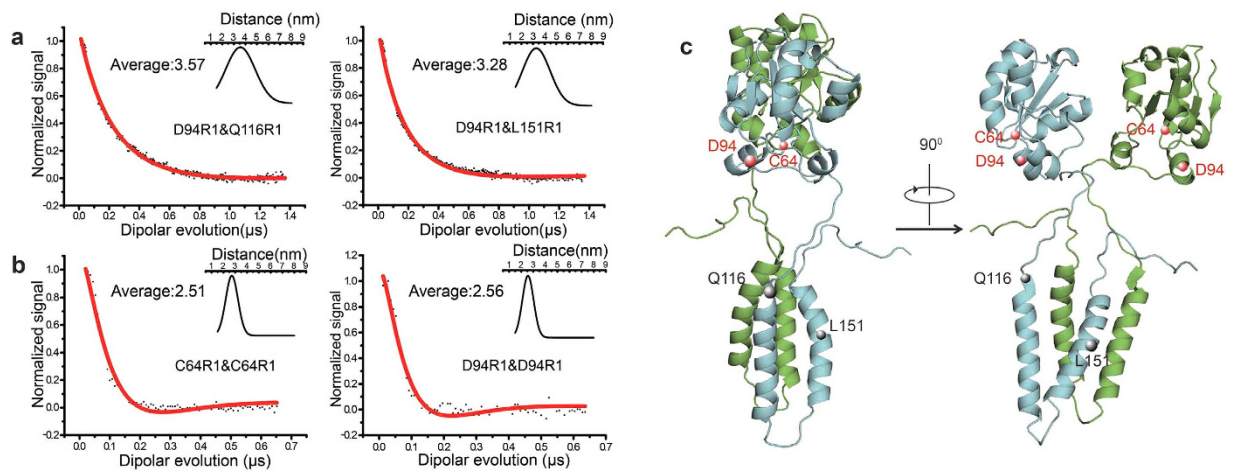 a
Distance (nm)
1 2 3 4 5 6 7 8 9
Average:3.57
D94R1&Q116R1
Normalized signal
1.0
0.8
0.6
0.4
0.2
0.0
-0.2
0.0 0.2 0.4 0.6 0.8 1.0 1.2 1.4
Dipolar evolution(µs)
Distance (nm)
1 2 3 4 5 6 7 8 9
Average:3.28
D94R1&L151R1
Normalized signal
1.0
0.8
0.6
0.4
0.2
0.0
-0.2
0.0 0.2 0.4 0.6 0.8 1.0 1.2 1.4
Dipolar evolution(µs)
b
Distance(nm)
1 2 3 4 5 6 7 8 9
Average:2.51
C64R1&C64R1
Normalized signal
1.0
0.8
0.6
0.4
0.2
0.0
-0.2
0.0 0.1 0.2 0.3 0.4 0.5 0.6 0.7
Dipolar evolution (µs)
Distance(nm)
1 2 3 4 5 6 7 8 9
Average:2.56
D94R1&D94R1
Normalized signal
12
1.0
0.8
0.6
0.4
0.2
0.0
-0.2
0.0 0.1 0.2 0.3 0.4 0.5 0.6 0.7
Dipolar evolution (µs)
c
D94
C64
Q116
L151
90⁰
C64
D94
C64
D94
Q116
L151